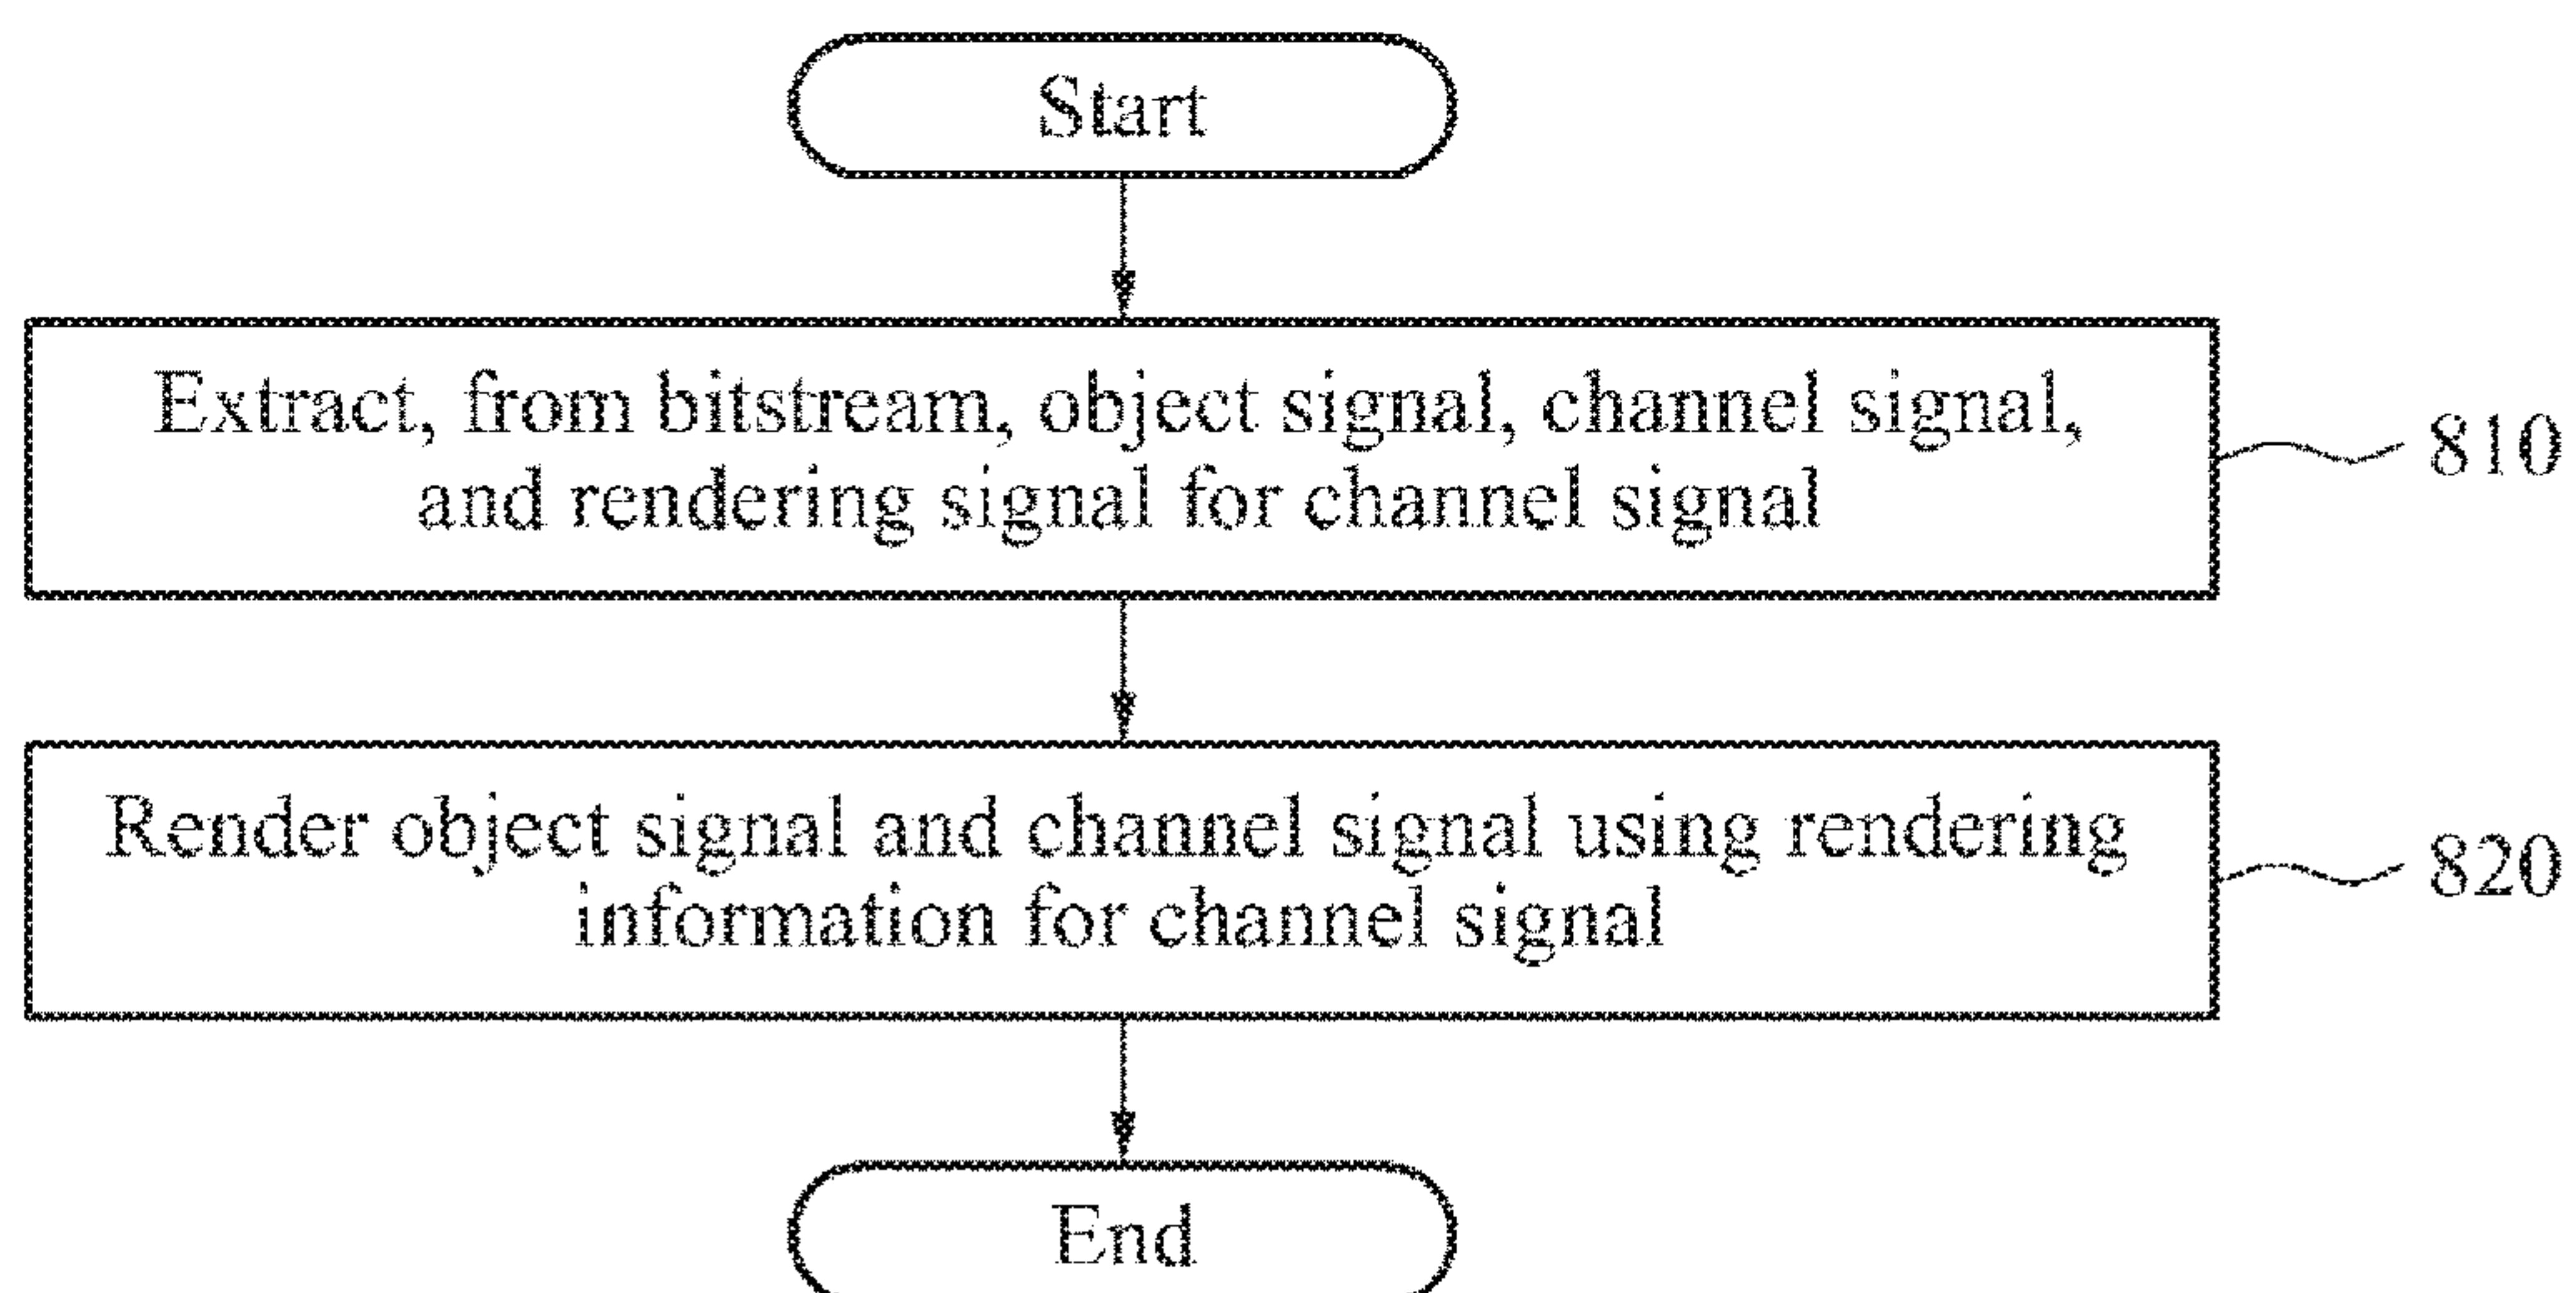 Start
Extract, from bitstream, object signal, channel signal,
and rendering signal for channel signal
810
Render object signal and channel signal using rendering
information for channel signal
820
End